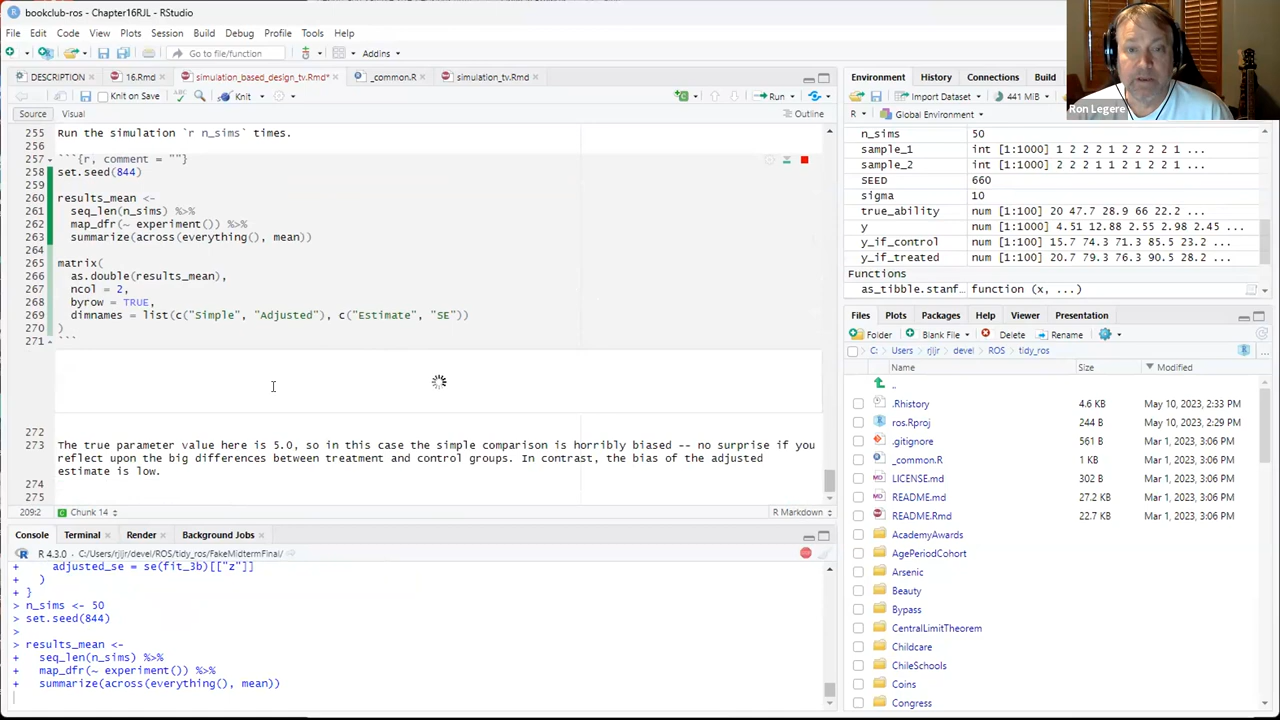 bookclub-ros - Chapter16RJL - RStudio
File Edit Code View Plots Session Build Debug Profile Tools Help
Go to file/function Addins
DESCRIPTION 16.Rmd simulation_based_design_tv.Rmd* _common.R simulation_tv.Rmd
Knit on Save Knit Run
Source Visual Outline
255 Run the simulation `r n_sims` times.
256
257 ```{r, comment = ""}
258 set.seed(844)
259
260 results_mean <-
261 seq_len(n_sims) %>%
262 map_dfr(~ experiment()) %>%
263 summarize(across(everything(), mean))
264
265 matrix(
266 as.double(results_mean),
267 ncol = 2,
268 byrow = TRUE,
269 dimnames = list(c("Simple", "Adjusted"), c("Estimate", "SE"))
270 )
271 ```
272
273 The true parameter value here is 5.0, so in this case the simple comparison is horribly biased -- no surprise if you
reflect upon the big differences between treatment and control groups. In contrast, the bias of the adjusted
estimate is low.
274
275
209:2 Chunk 14 R Markdown
Console Terminal Render Background Jobs
R 4.3.0 · C:/Users/rjljr/devel/ROS/tidy_ros/FakeMidtermFinal/
+ adjusted_se = se(fit_3b)[["z"]]
+ )
+ }
> n_sims <- 50
> set.seed(844)
>
> results_mean <-
+ seq_len(n_sims) %>%
+ map_dfr(~ experiment()) %>%
+ summarize(across(everything(), mean))
Ron Legere
Environment History Connections Build
Import Dataset 441 MiB
R Global Environment
n_sims 50
sample_1 int [1:1000] 1 2 2 2 1 2 2 2 2 1 ...
sample_2 int [1:1000] 2 2 1 1 2 2 1 1 1 1 ...
SEED 660
sigma 10
true_ability num [1:100] 20 47.7 28.9 66 22.2 ...
y num [1:100] 4.51 12.88 2.55 2.98 2.45 ...
y_if_control num [1:100] 15.7 74.3 71.3 85.5 23.2 ...
y_if_treated num [1:100] 20.7 79.3 76.3 90.5 28.2 ...
Functions
as_tibble.stanf… function (x, ...)
Files Plots Packages Help Viewer Presentation
Folder Blank File Delete Rename
C: Users rjljr devel ROS tidy_ros
Name Size Modified
..
.Rhistory 4.6 KB May 10, 2023, 2:33 PM
ros.Rproj 244 B May 10, 2023, 2:29 PM
.gitignore 561 B Mar 1, 2023, 3:06 PM
_common.R 1 KB Mar 1, 2023, 3:06 PM
LICENSE.md 302 B Mar 1, 2023, 3:06 PM
README.md 27.2 KB Mar 1, 2023, 3:06 PM
README.Rmd 22.7 KB Mar 1, 2023, 3:06 PM
AcademyAwards
AgePeriodCohort
Arsenic
Beauty
Bypass
CentralLimitTheorem
Childcare
ChileSchools
Coins
Congress